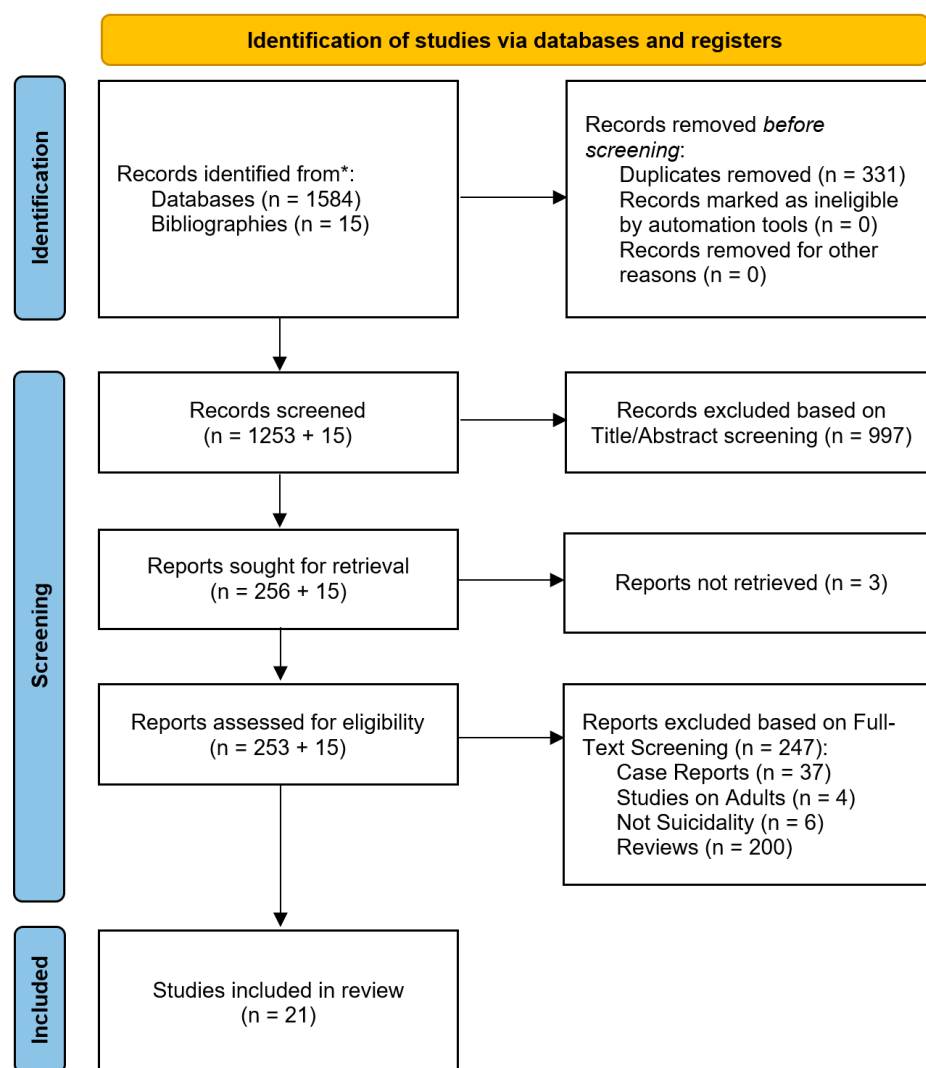 Identification of studies via databases and registers
Identification
Records identified from*:
Databases (n = 1584)
Bibliographies (n = 15)
Records removed before
screening:
Duplicates removed (n = 331)
Records marked as ineligible
by automation tools (n = 0)
Records removed for other
reasons (n = 0)
Screening
Records screened
(n = 1253 + 15)
Records excluded based on
Title/Abstract screening (n = 997)
Reports sought for retrieval
(n = 256 + 15)
Reports not retrieved (n = 3)
Reports assessed for eligibility
(n = 253 + 15)
Reports excluded based on Full-
Text Screening (n = 247):
Case Reports (n = 37)
Studies on Adults (n = 4)
Not Suicidality (n = 6)
Reviews (n = 200)
Included
Studies included in review
(n = 21)